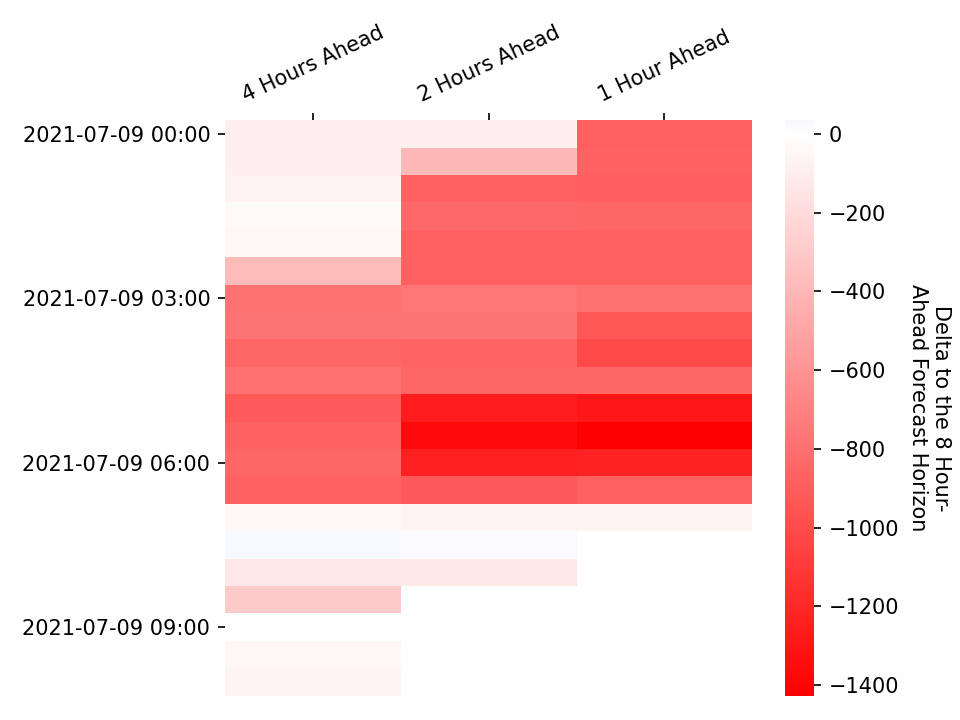 4 Hours Ahead
2 Hours Ahead
1 Hour Ahead
2021-07-09 00:00
2021-07-09 03:00
2021-07-09 06:00
2021-07-09 09:00
0
−200
−400
−600
−800
−1000
−1200
−1400
Delta to the 8 Hour-
Ahead Forecast Horizon